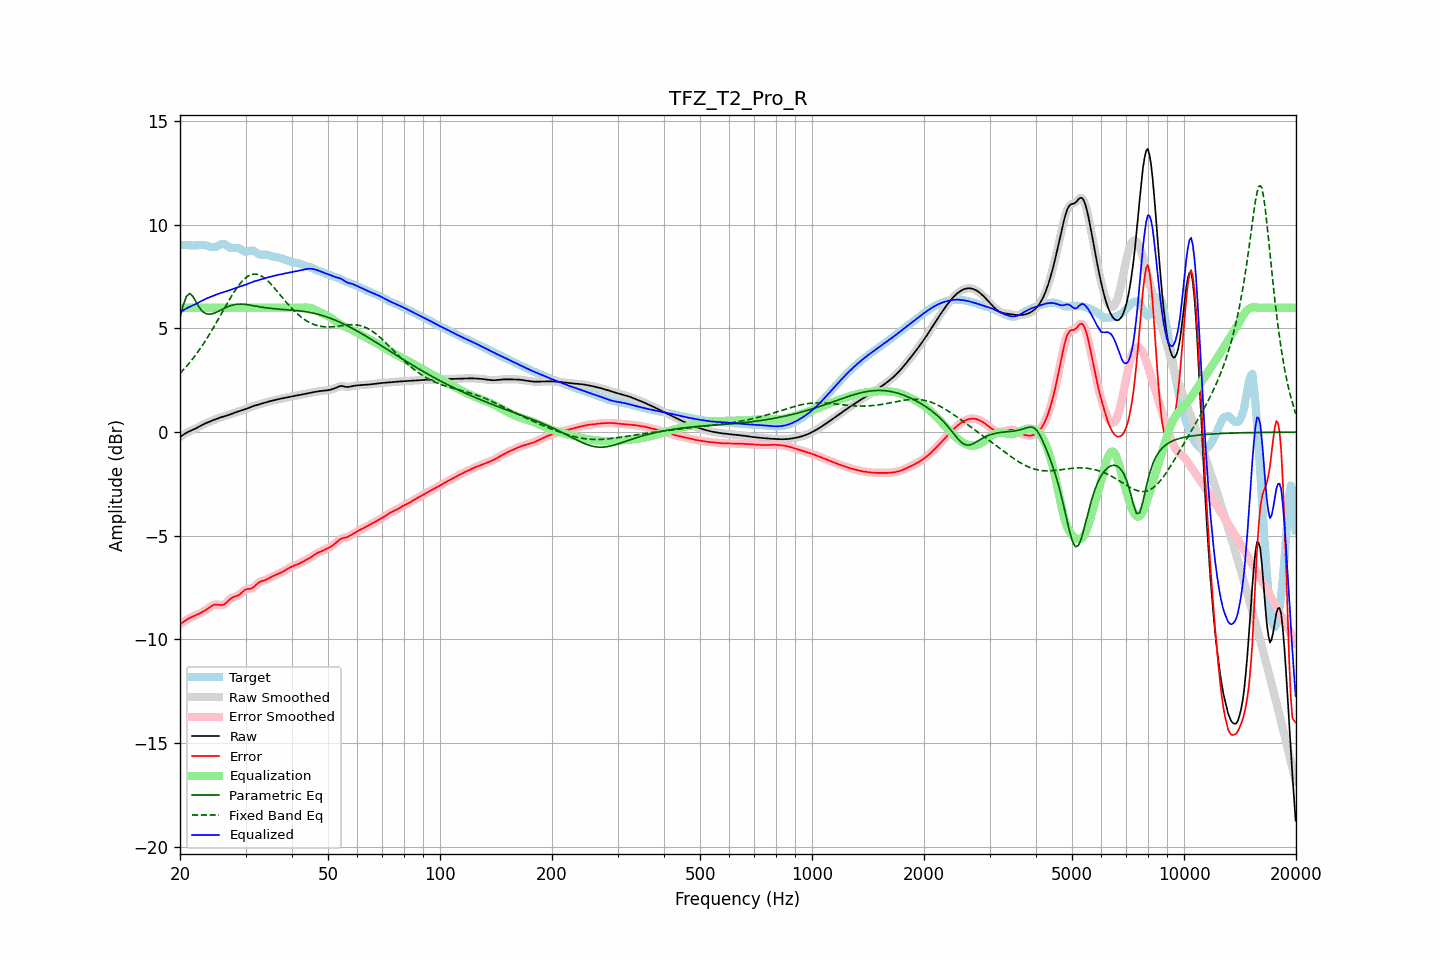 TFZ_T2_Pro_R
Amplitude (dBr)
15
10
5
0
−5
−10
−15
−20
Target
Raw Smoothed
Error Smoothed
Raw
Error
Equalization
Parametric Eq
Fixed Band Eq
Equalized
20
50
100
200
500
1000
2000
5000
10000
20000
Frequency (Hz)